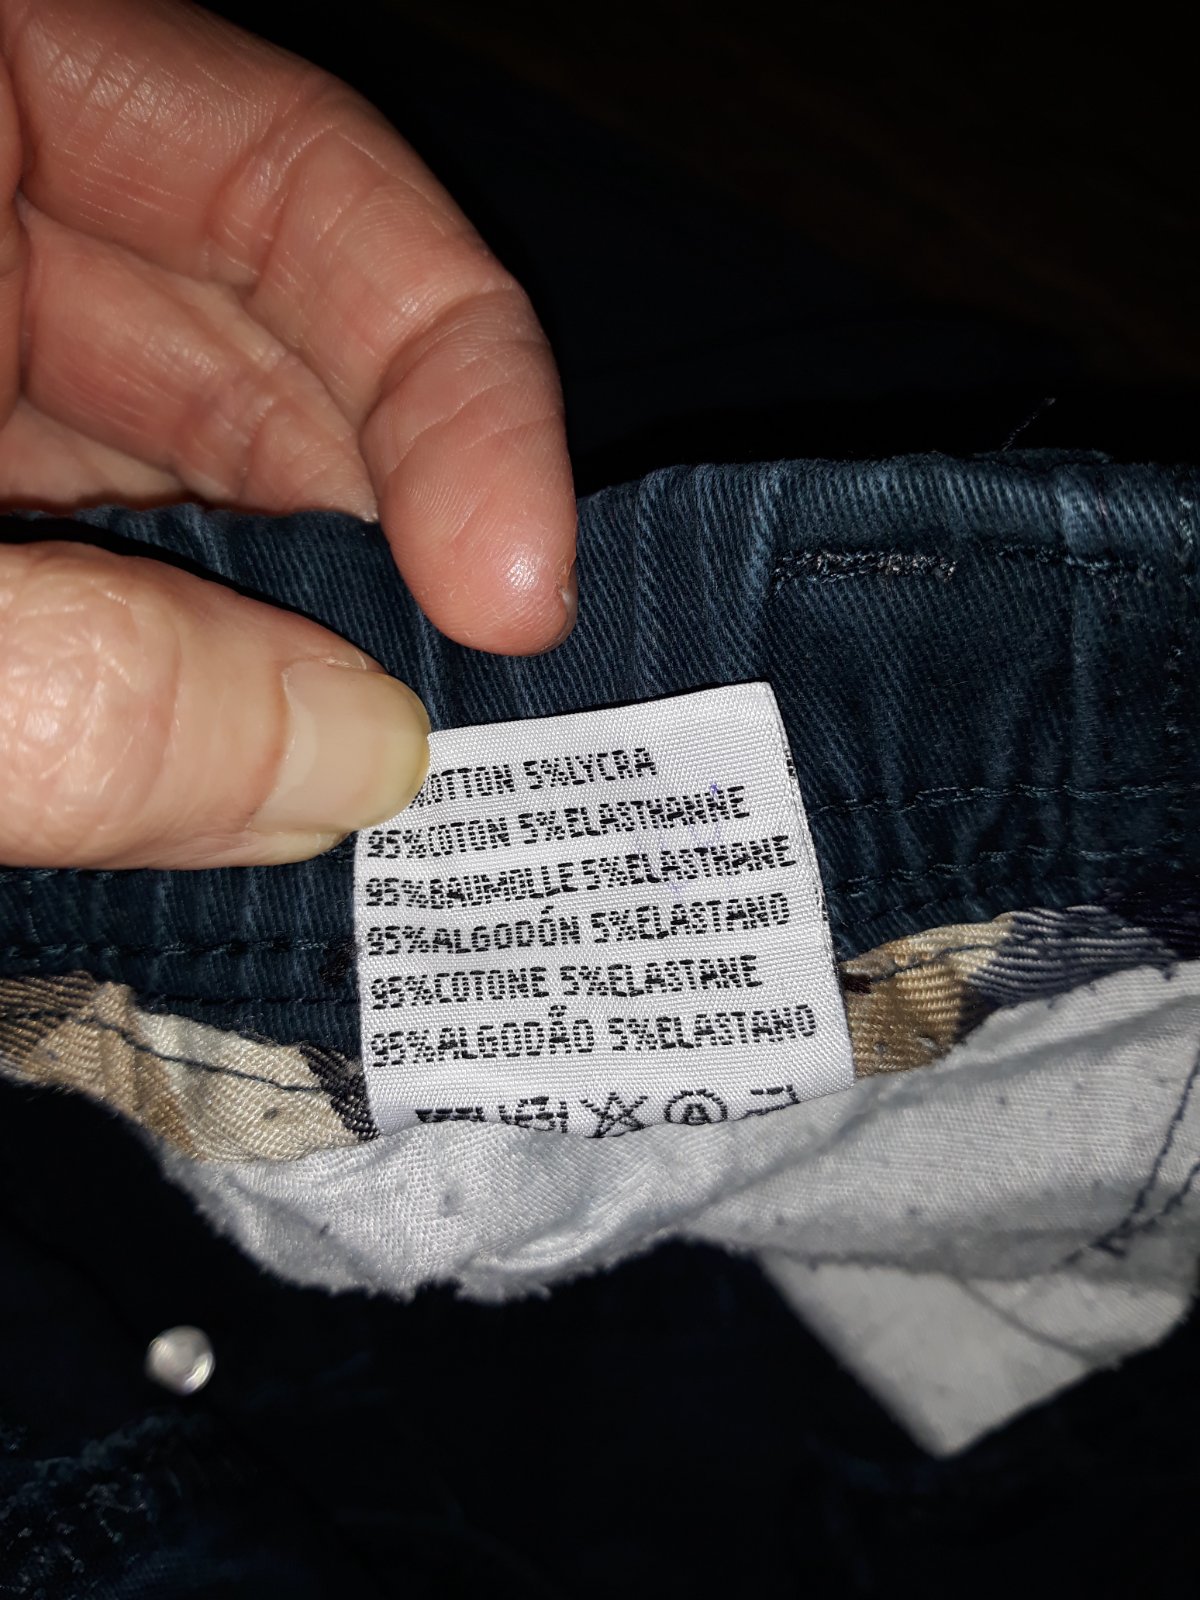 OTTON 5%LYCRA
95%COTON 5%ELASTHANNE
95%BAUMOLLE 5%ELASTHANE
95%ALGODÓN 5%ELASTANO
95%COTONE 5%ELASTANE
95%ALGODÃO 5%ELASTANO
A